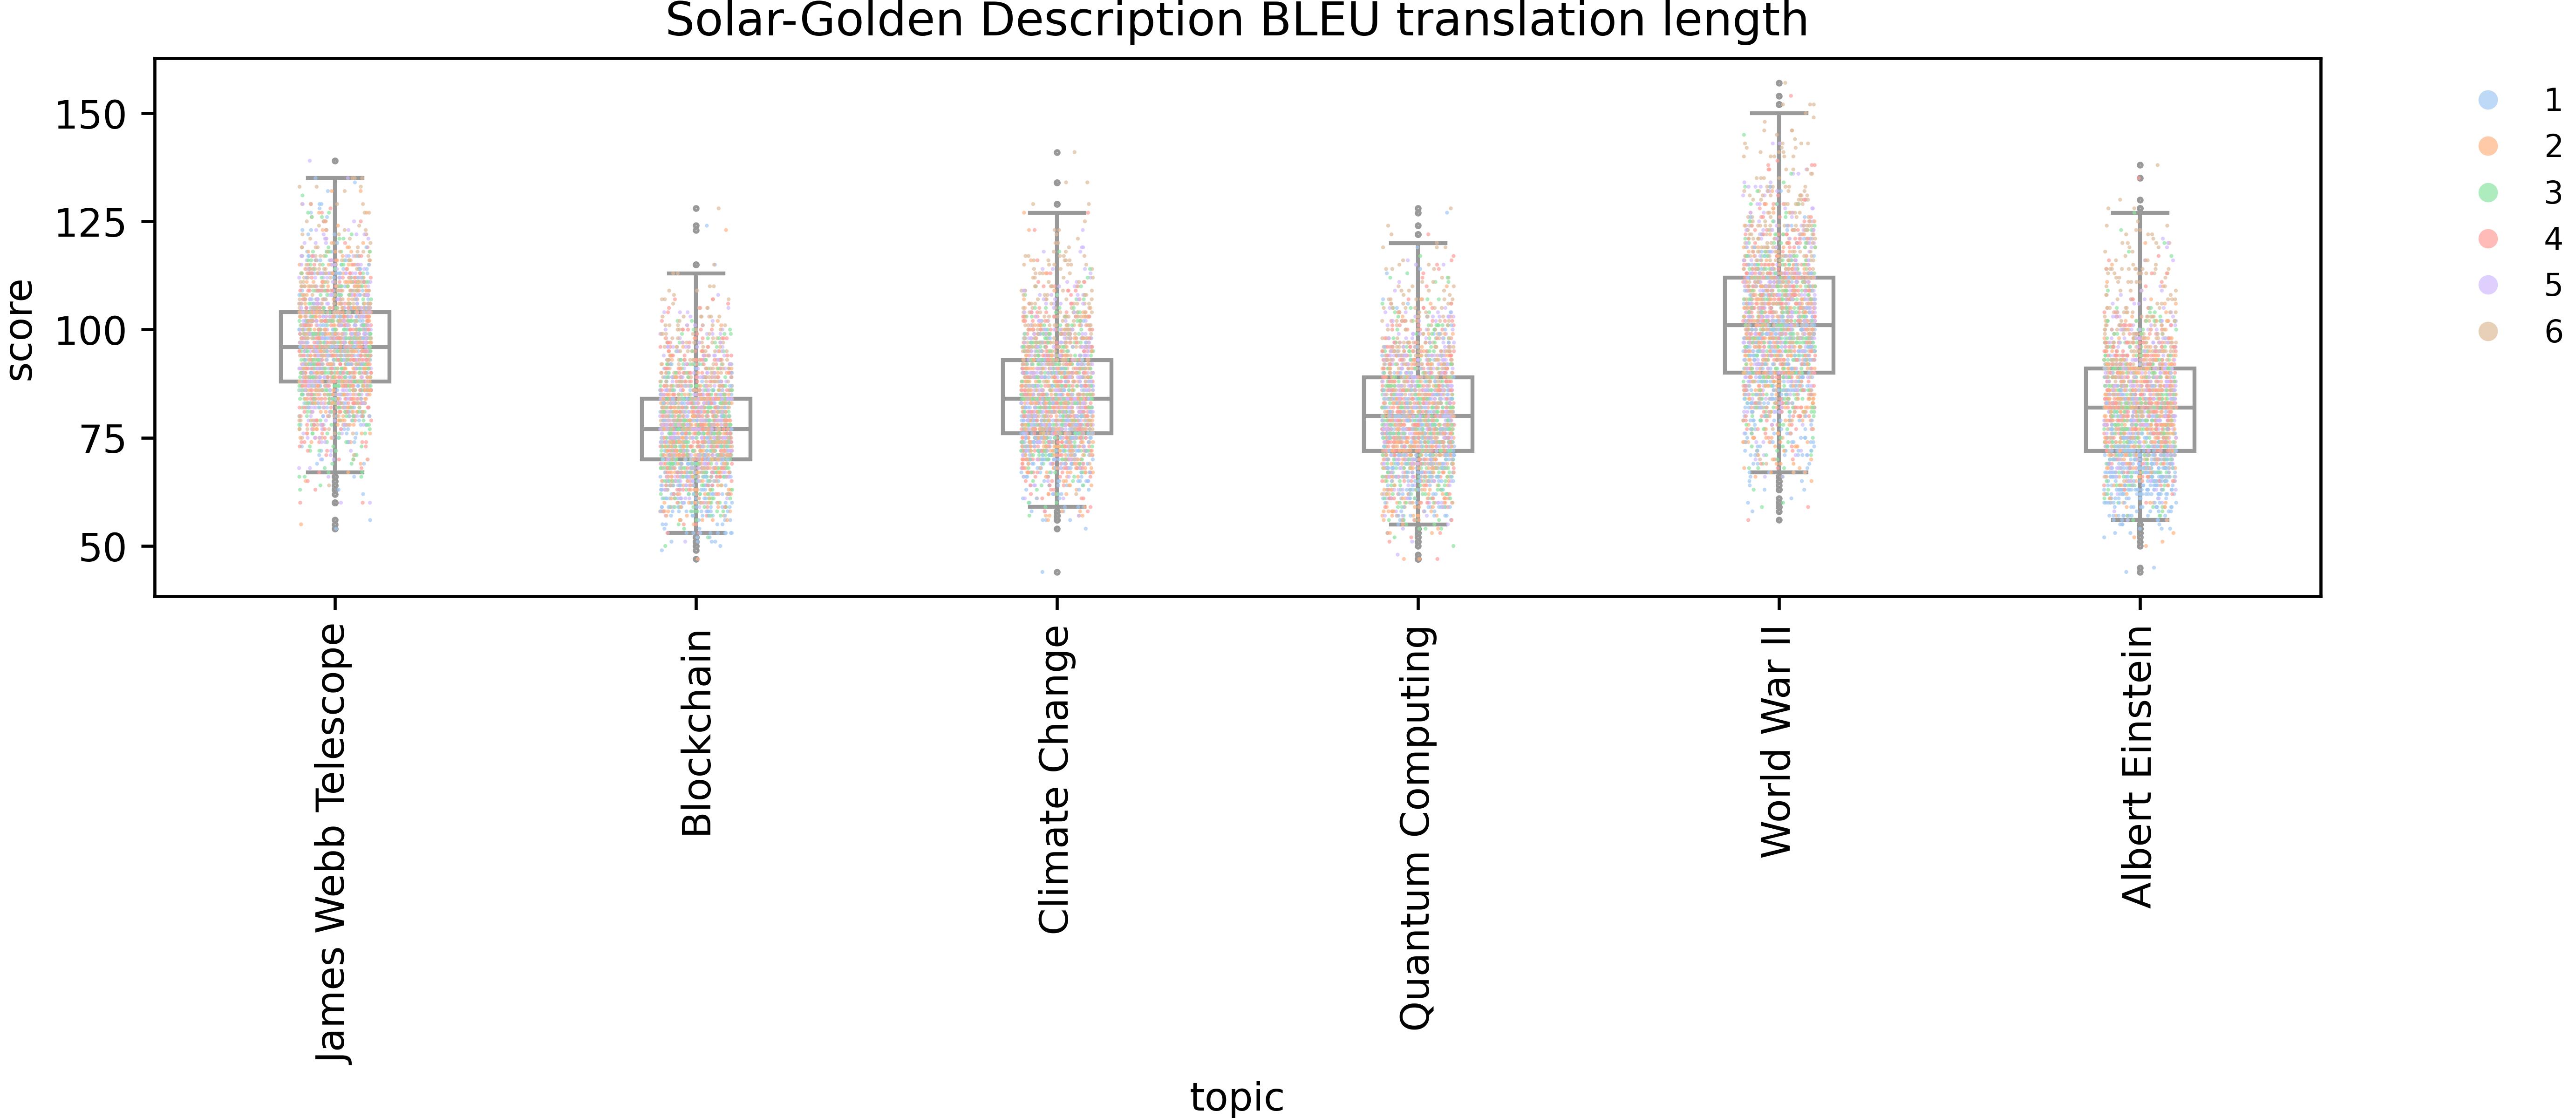 Solar-Golden Description BLEU translation length
score
150
125
100
75
50
James Webb Telescope
Blockchain
Climate Change
Quantum Computing
World War II
Albert Einstein
topic
1
2
3
4
5
6